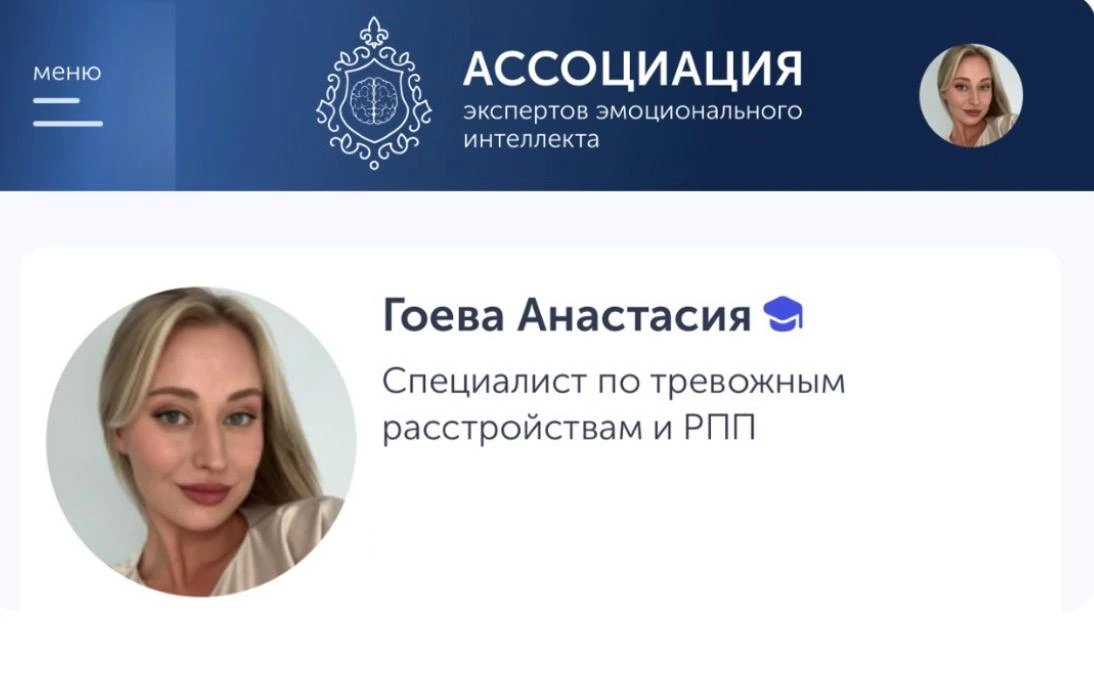 меню
АССОЦИАЦИЯ
экспертов эмоционального
интеллекта
Гоева Анастасия
Специалист по тревожным
расстройствам и РПП